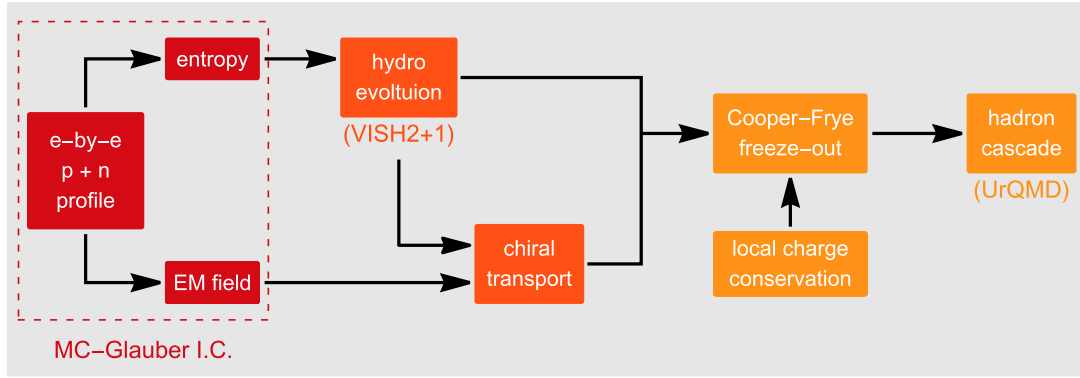 entropy
e−by−e
p + n
profile
EM field
MC−Glauber I.C.
hydro
evoltuion
(VISH2+1)
chiral
transport
Cooper−Frye
freeze−out
local charge
conservation
hadron
cascade
(UrQMD)